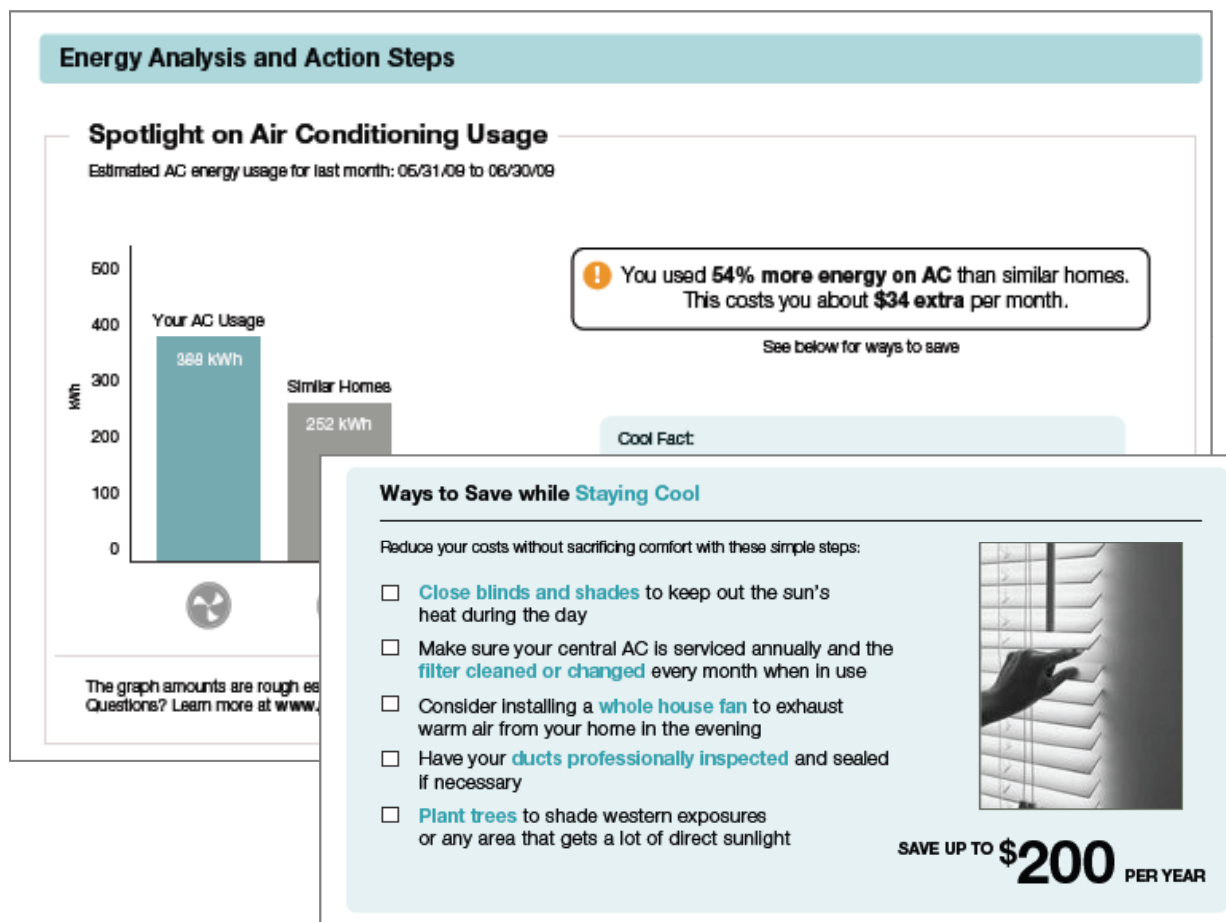 Energy Analysis and Action Steps
Spotlight on Air Conditioning Usage
Estimated AC energy usage for last month: 05/31/09 to 06/30/09
500
400
300
200
100
0
kWh
Your AC Usage
388 kWh
Similar Homes
252 kWh
You used 54% more energy on AC than similar homes.
This costs you about $34 extra per month.
See below for ways to save
Cool Fact:
The graph amounts are rough es
Questions? Learn more at www.
Ways to Save while Staying Cool
Reduce your costs without sacrificing comfort with these simple steps:
Close blinds and shades to keep out the sun's
heat during the day
Make sure your central AC is serviced annually and the
filter cleaned or changed every month when in use
Consider installing a whole house fan to exhaust
warm air from your home in the evening
Have your ducts professionally inspected and sealed
if necessary
Plant trees to shade western exposures
or any area that gets a lot of direct sunlight
SAVE UP TO $200 PER YEAR